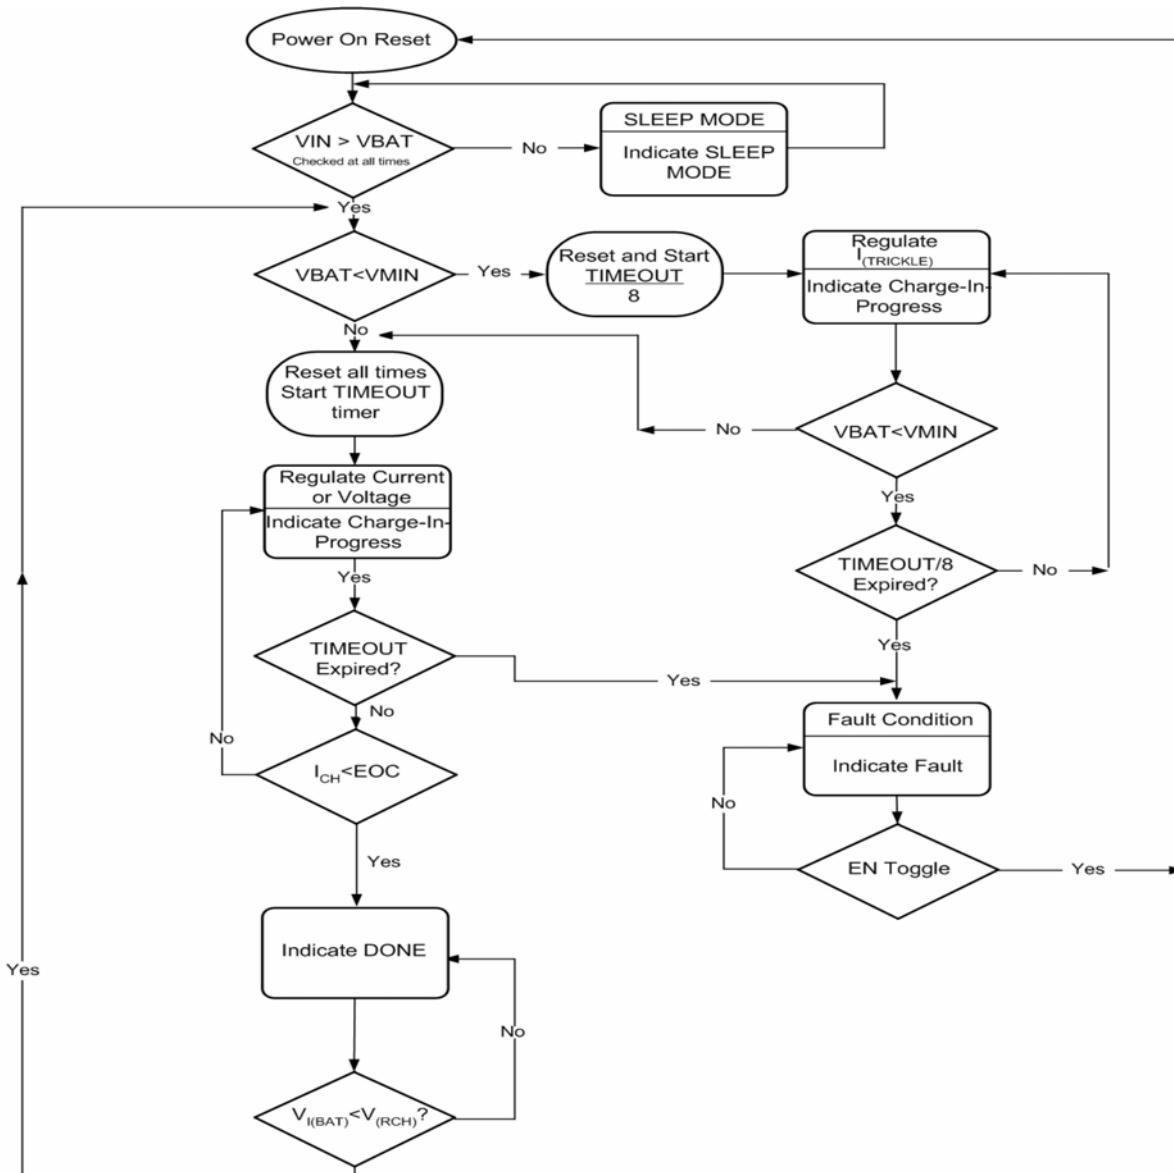 Power On Reset
VIN > VBAT
Checked at all times
No
SLEEP MODE
Indicate SLEEP
MODE
Yes
VBAT<VMIN
Yes
Reset and Start
TIMEOUT
8
Regulate
I(TRICKLE)
Indicate Charge-In-
Progress
No
Reset all times
Start TIMEOUT
timer
No
VBAT<VMIN
Regulate Current
or Voltage
Indicate Charge-In-
Progress
Yes
Yes
TIMEOUT/8
Expired?
No
TIMEOUT
Expired?
Yes
Yes
No
No
ICH<EOC
Fault Condition
Indicate Fault
No
Yes
EN Toggle
Yes
Indicate DONE
Yes
No
VI(BAT)<V(RCH)?